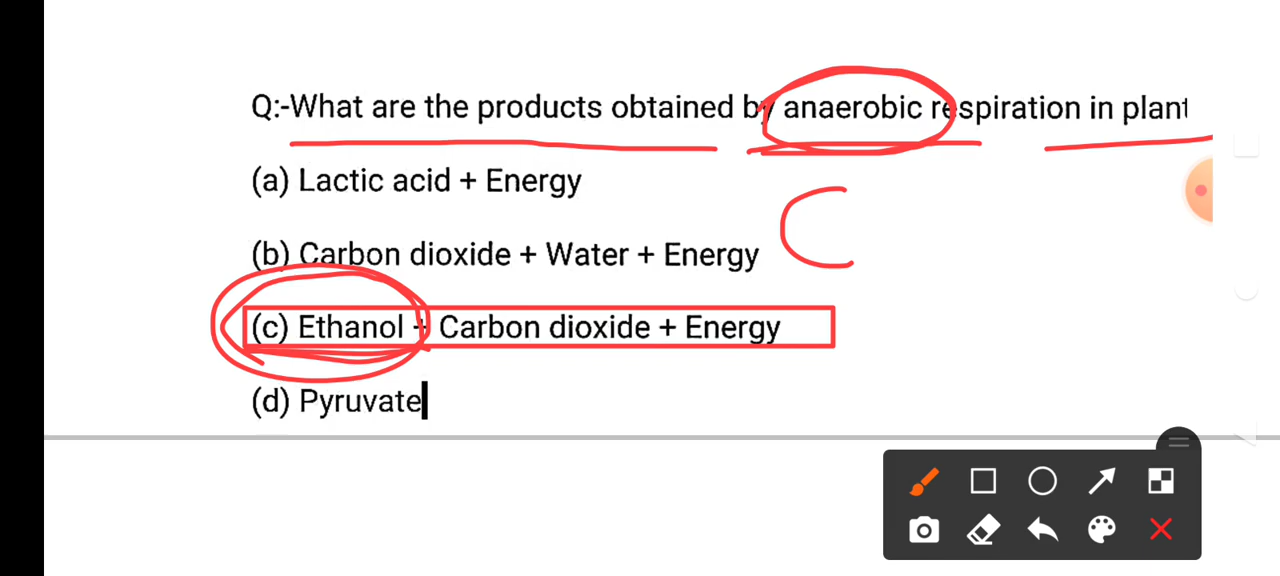 Q:-What are the products obtained by anaerobic respiration in plant
(a) Lactic acid + Energy
(b) Carbon dioxide + Water + Energy
C
(c) Ethanol + Carbon dioxide + Energy
(d) Pyruvate